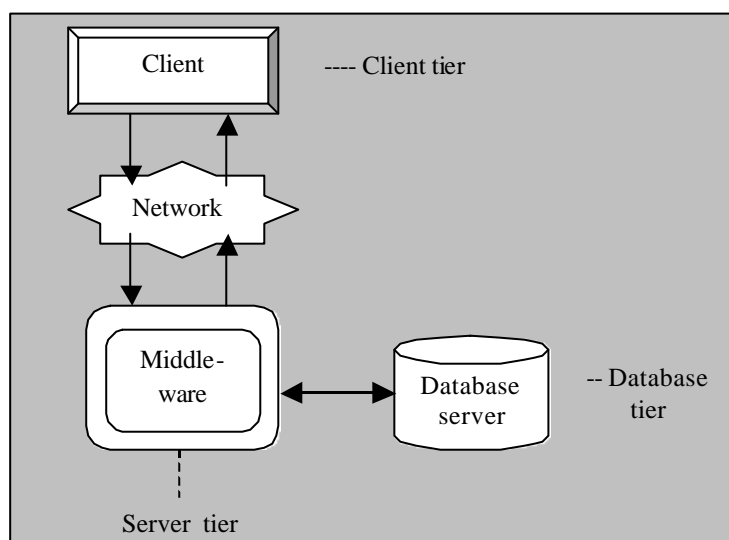 Client
---- Client tier
Network
Middle-
ware
Database
server
-- Database
tier
Server tier